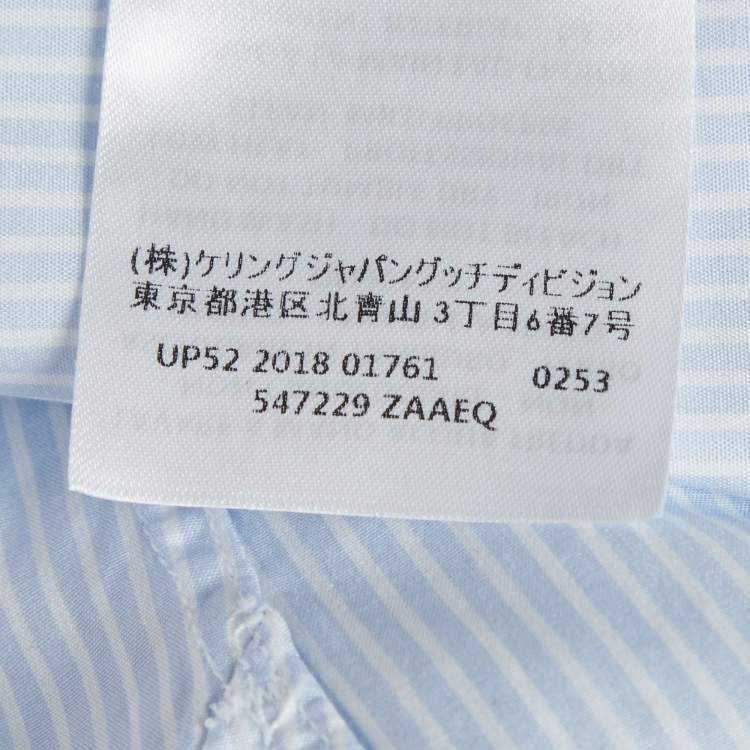 (株)ケリングジャパングッチディビジョン
東京都港区北青山3丁目6番7号
UP52 2018 01761 0253
547229 ZAAEQ